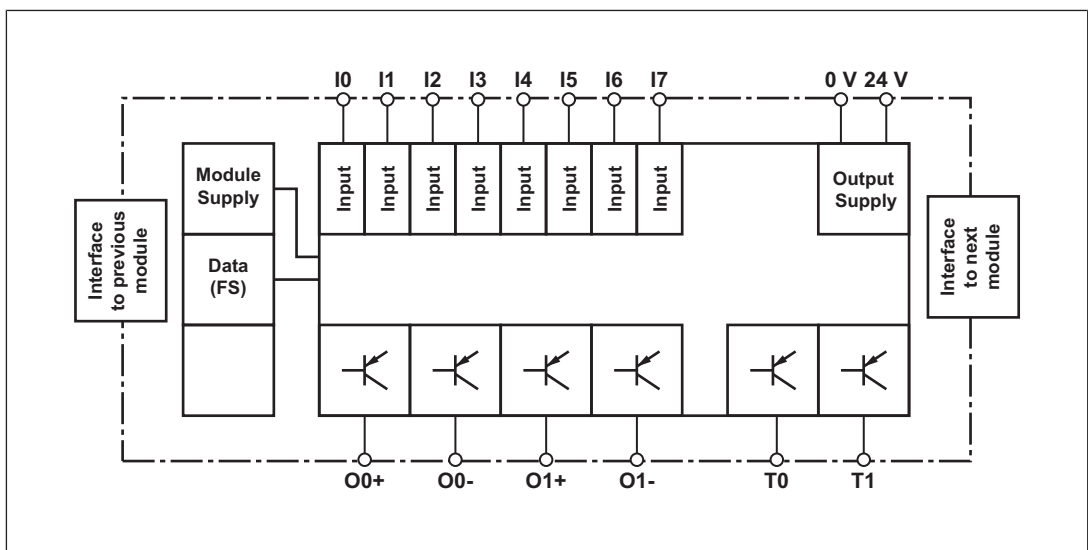 I0 I1 I2 I3 I4 I5 I6 I7 0 V 24 V
Module
Supply
Input Input Input Input Input Input Input Input
Output
Supply
Interface
to previous
module
Data
(FS)
Interface
to next
module
O0+ O0- O1+ O1- T0 T1